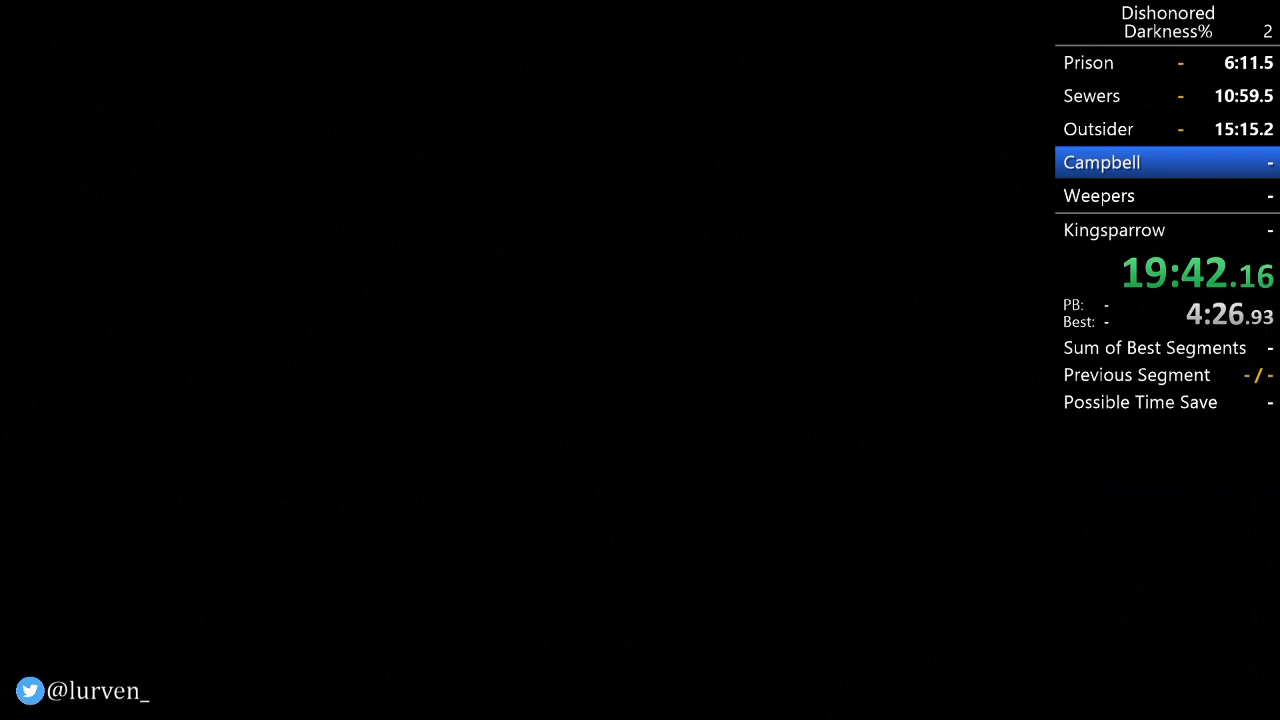 Dishonored
Darkness% 2
Prison - 6:11.5
Sewers - 10:59.5
Outsider - 15:15.2
Campbell -
Weepers -
Kingsparrow -
19:42.16
PB: - 4:26.93
Best: -
Sum of Best Segments -
Previous Segment - / -
Possible Time Save -
@lurven_